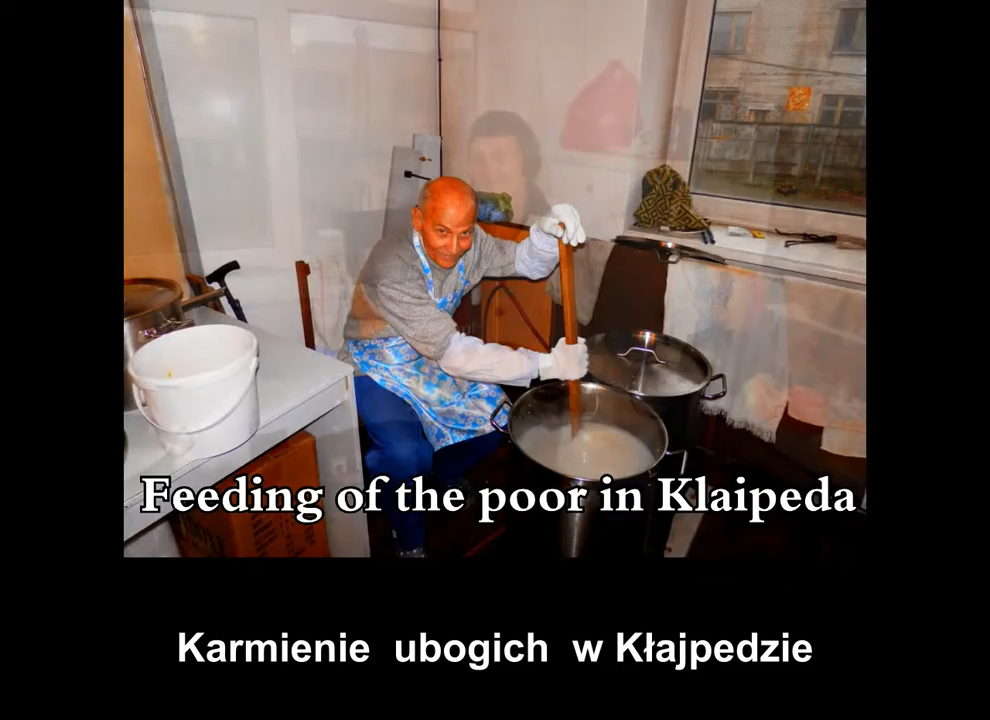 Feeding of the poor in Klaipeda
Karmienie ubogich w Kłajpedzie